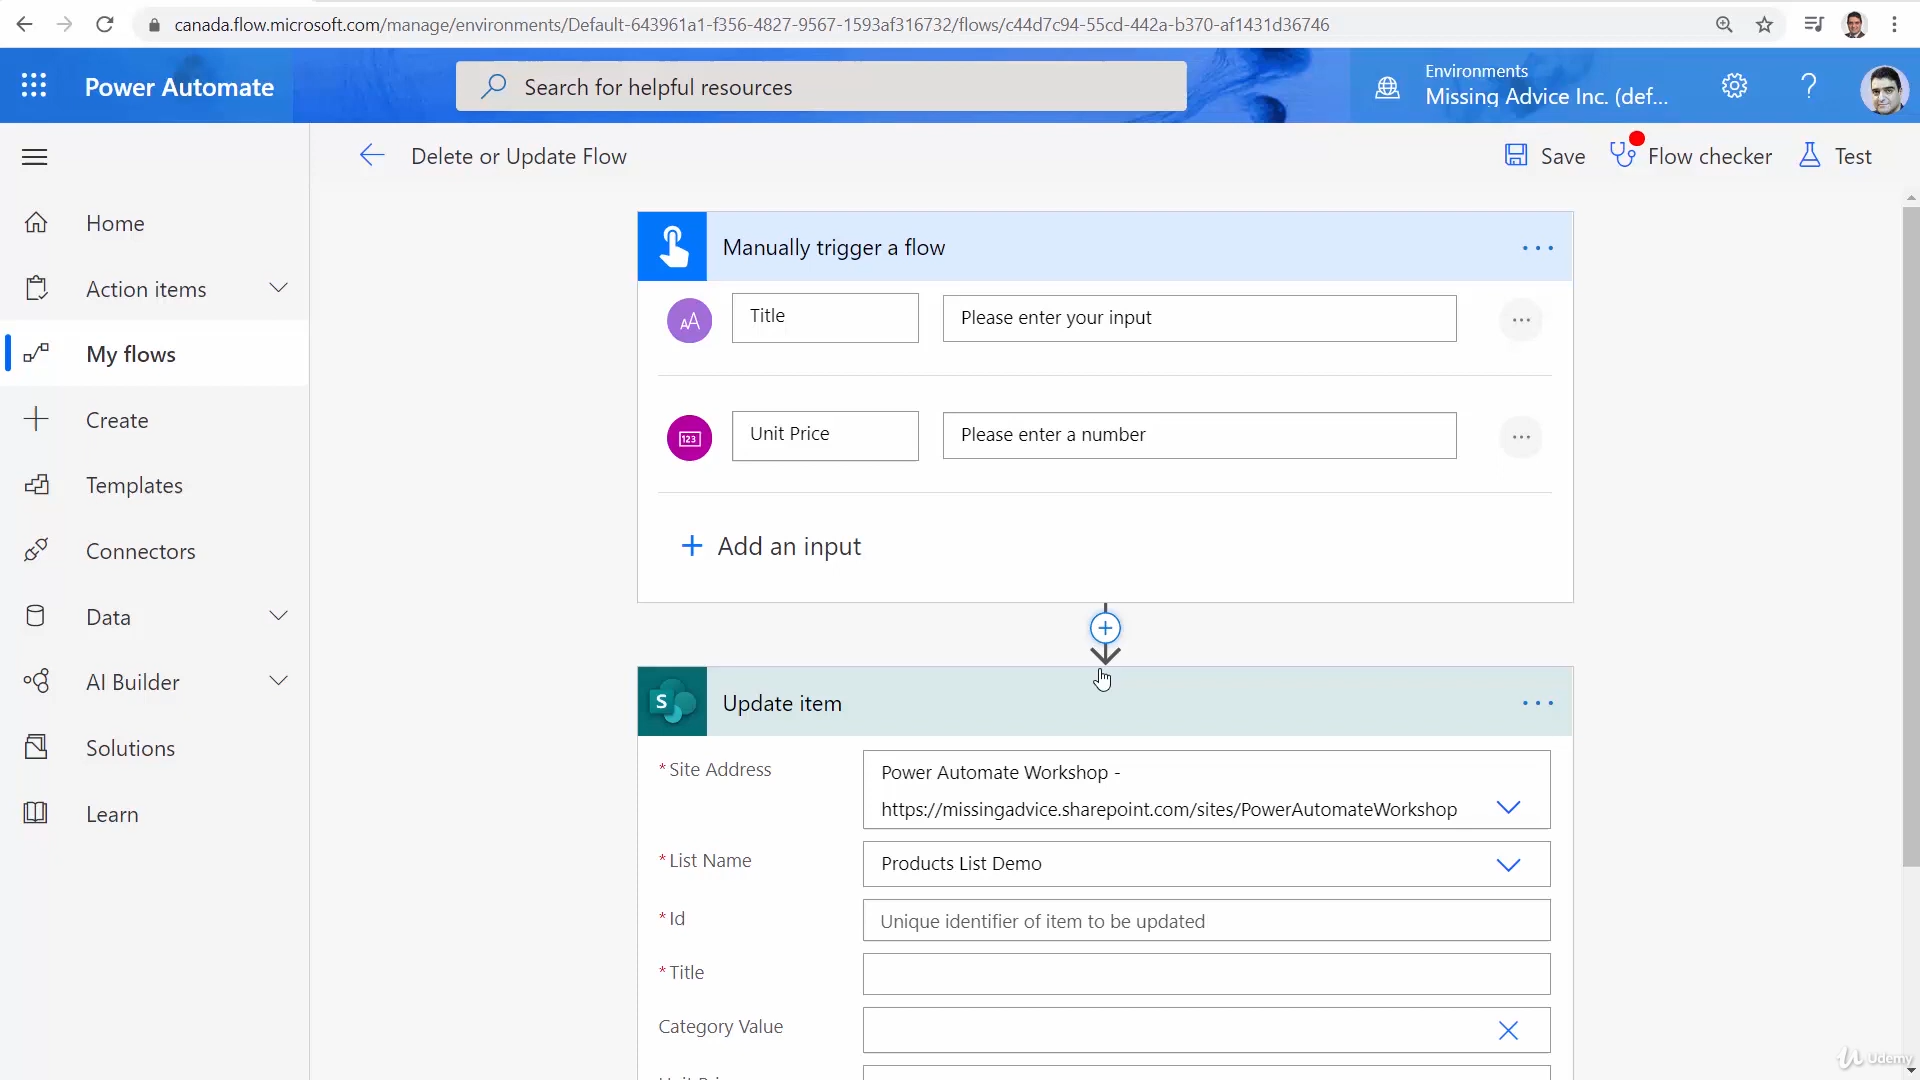 canada.flow.microsoft.com/manage/environments/Default-643961a1-f356-4827-9567-1593af316732/flows/c44d7c94-55cd-442a-b370-af1431d36746
Power Automate
Search for helpful resources
Environments
Missing Advice Inc. (def...
?
Delete or Update Flow
Save
Flow checker
Test
Home
Action items
My flows
Create
Templates
Connectors
Data
AI Builder
Solutions
Learn
Manually trigger a flow
AA
Title
Please enter your input
123
Unit Price
Please enter a number
Add an input
S
Update item
* Site Address
Power Automate Workshop -
https://missingadvice.sharepoint.com/sites/PowerAutomateWorkshop
* List Name
Products List Demo
* Id
Unique identifier of item to be updated
* Title
Category Value
Udemy